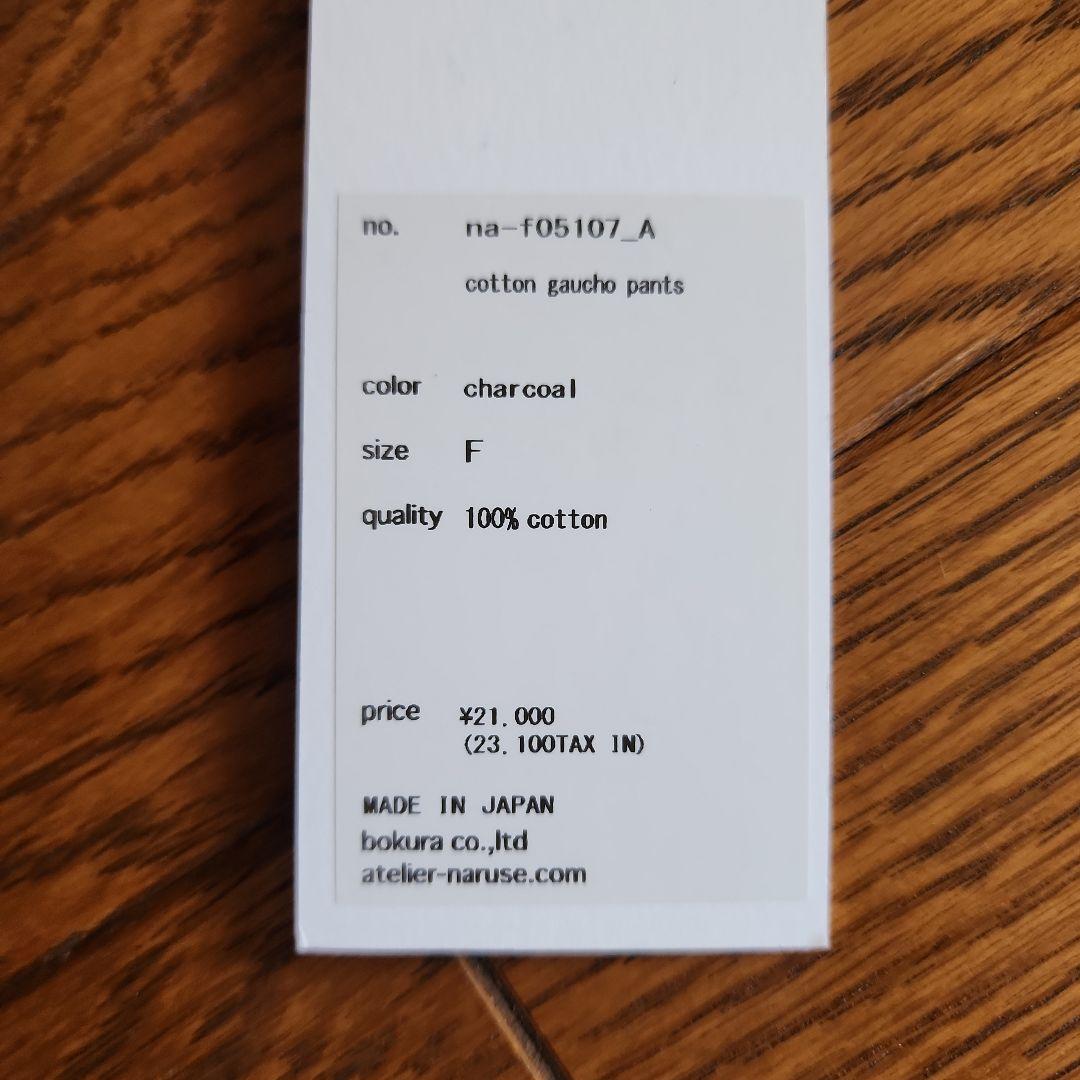 no. na-f05107_A
cotton gaucho pants
color charcoal
size F
quality 100% cotton
price ¥21.000
(23.100TAX IN)
MADE IN JAPAN
bokura co.,ltd
atelier-naruse.com